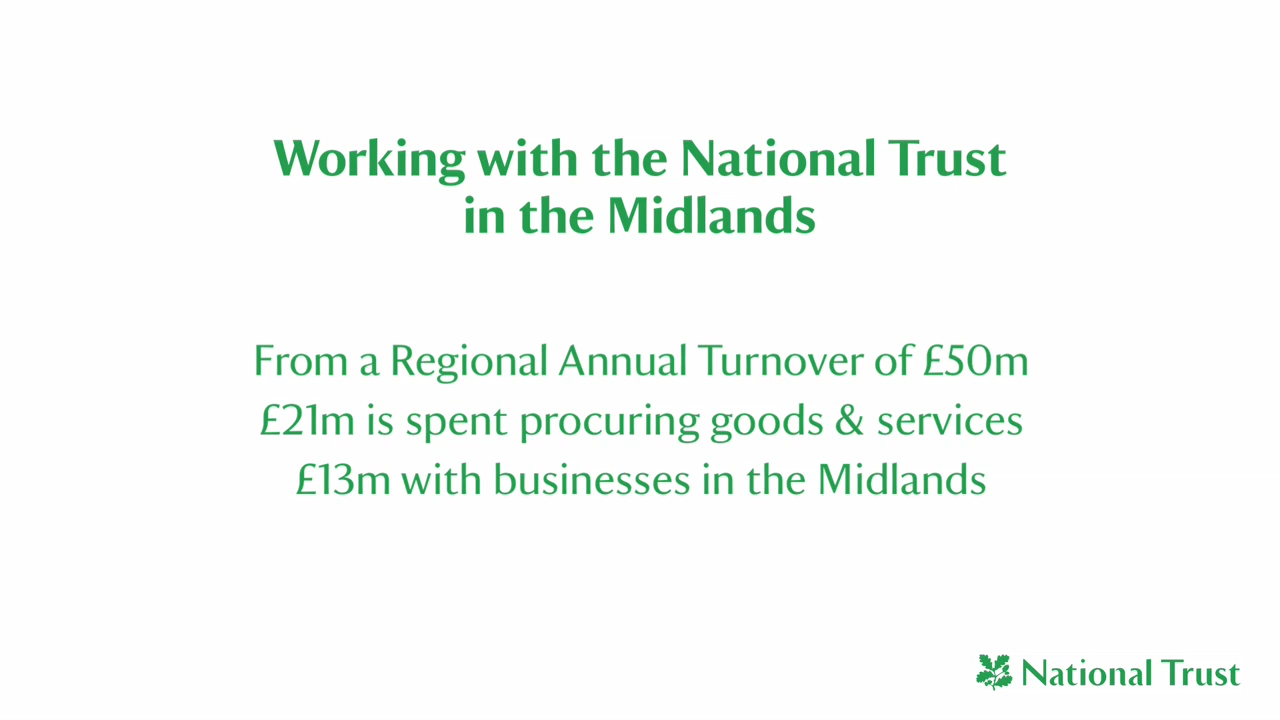 Working with the National Trust
in the Midlands
From a Regional Annual Turnover of £50m
£21m is spent procuring goods & services
£13m with businesses in the Midlands
National Trust